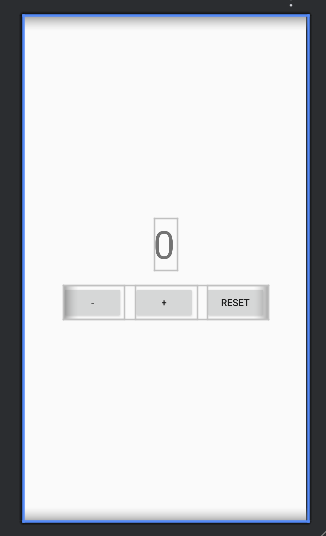 0
- + RESET